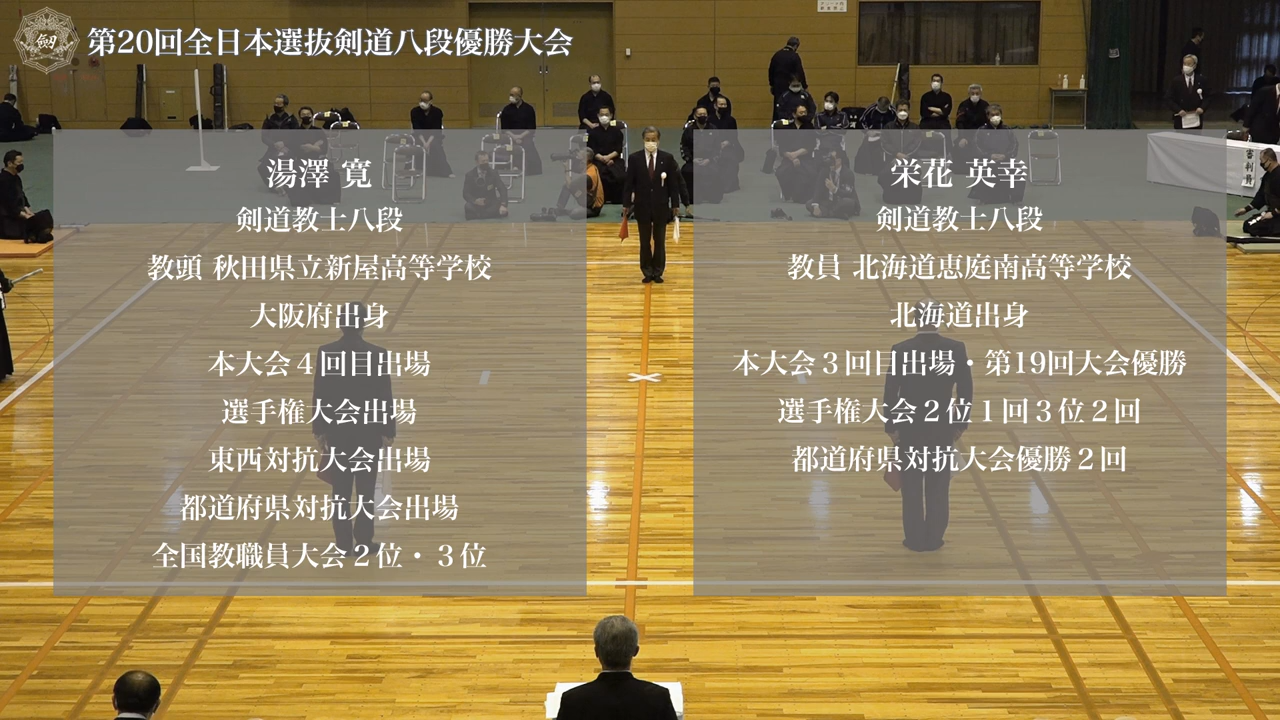 第20回全日本選抜剣道八段優勝大会
湯澤 寛
剣道教士八段
教頭 秋田県立新屋高等学校
大阪府出身
本大会４回目出場
選手権大会出場
東西対抗大会出場
都道府県対抗大会出場
全国教職員大会２位・３位
栄花 英幸
剣道教士八段
教員 北海道恵庭南高等学校
北海道出身
本大会３回目出場・第19回大会優勝
選手権大会２位１回３位２回
都道府県対抗大会優勝２回
審判員